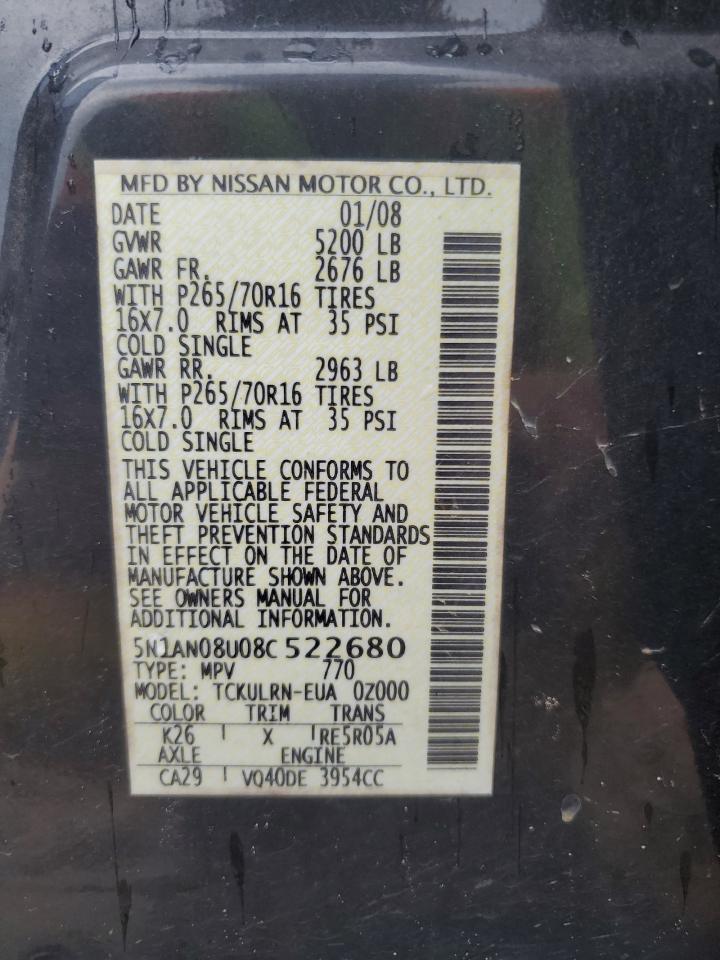 MFD BY NISSAN MOTOR CO., LTD.
DATE 01/08
GVWR 5200 LB
GAWR FR. 2676 LB
WITH P265/70R16 TIRES
16X7.0 RIMS AT 35 PSI
COLD SINGLE
GAWR RR. 2963 LB
WITH P265/70R16 TIRES
16X7.0 RIMS AT 35 PSI
COLD SINGLE
THIS VEHICLE CONFORMS TO
ALL APPLICABLE FEDERAL
MOTOR VEHICLE SAFETY AND
THEFT PREVENTION STANDARDS
IN EFFECT ON THE DATE OF
MANUFACTURE SHOWN ABOVE.
SEE OWNERS MANUAL FOR
ADDITIONAL INFORMATION.
5N1AN08U08C 522680
TYPE: MPV 770
MODEL: TCKULRN-EUA 0Z000
COLOR TRIM TRANS
K26 X RE5R05A
AXLE ENGINE
CA29 VQ40DE 3954CC